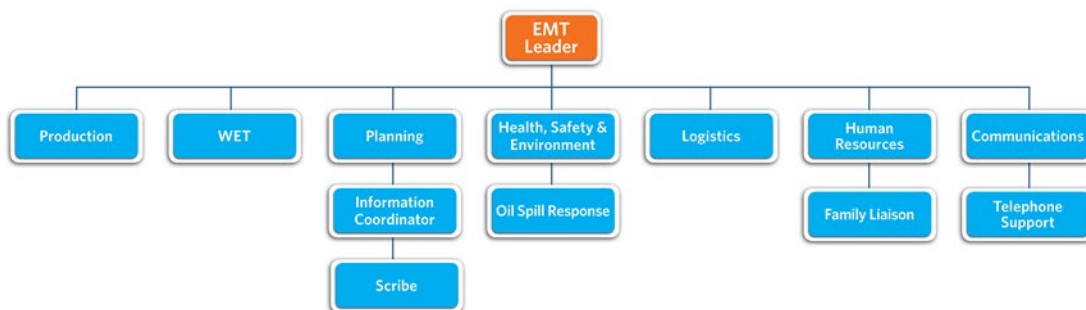 EMT
Leader
Production
WET
Planning
Health, Safety &
Environment
Logistics
Human
Resources
Communications
Information
Coordinator
Oil Spill Response
Family Liaison
Telephone
Support
Scribe